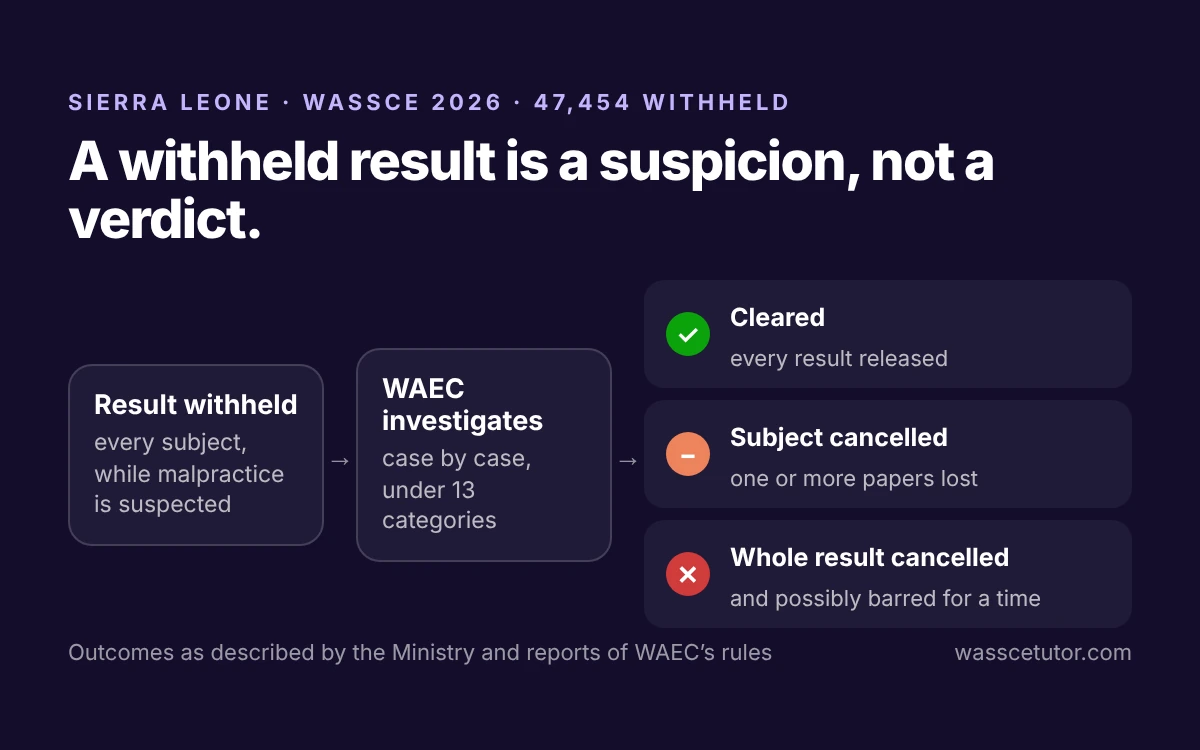 SIERRA LEONE · WASSCE 2026 · 47,454 WITHHELD
A withheld result is a suspicion, not a
verdict.
Result withheld
every subject,
while malpractice
is suspected
→
WAEC
investigates
case by case,
under 13
categories
→
Cleared
every result released
Subject cancelled
one or more papers lost
Whole result cancelled
and possibly barred for a time
Outcomes as described by the Ministry and reports of WAEC’s rules
wasscetutor.com